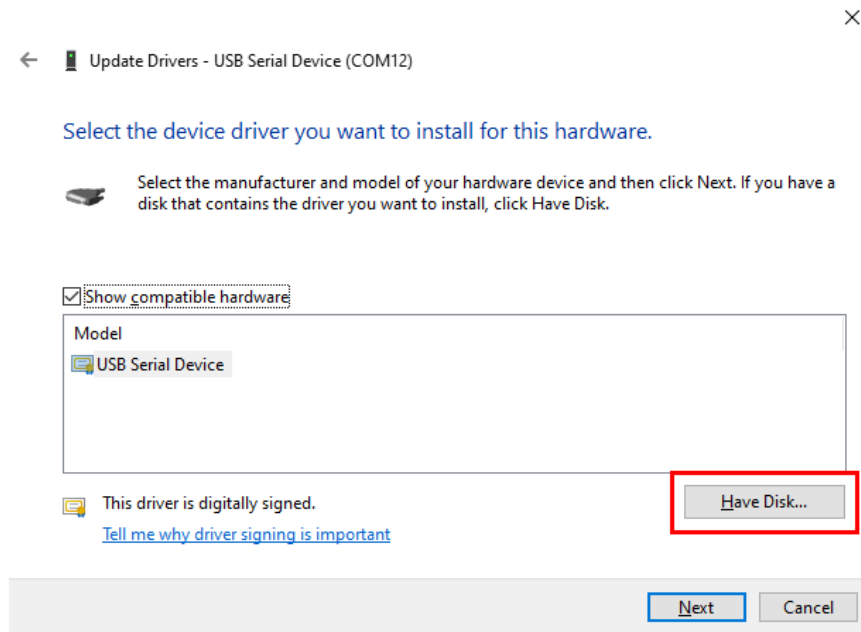 Update Drivers - USB Serial Device (COM12)
Select the device driver you want to install for this hardware.
Select the manufacturer and model of your hardware device and then click Next. If you have a
disk that contains the driver you want to install, click Have Disk.
Show compatible hardware
Model
USB Serial Device
This driver is digitally signed.
Have Disk...
Tell me why driver signing is important
Next
Cancel